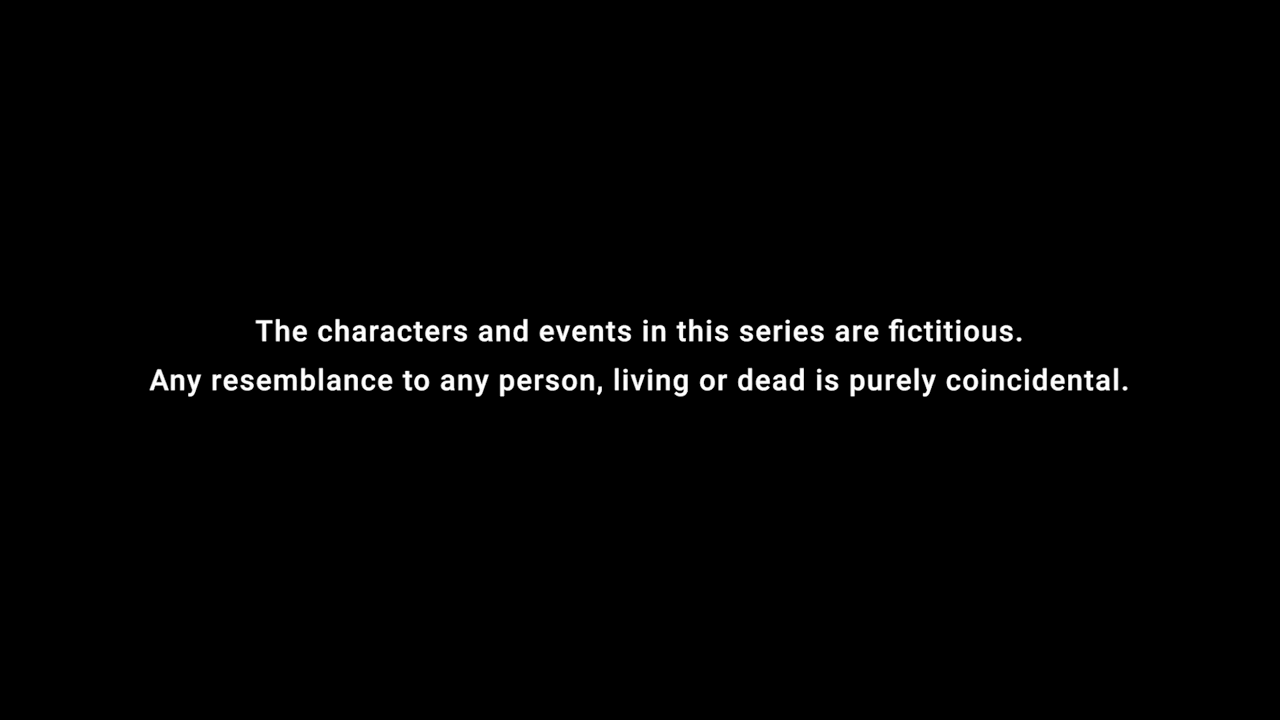 The characters and events in this series are fictitious.
Any resemblance to any person, living or dead is purely coincidental.